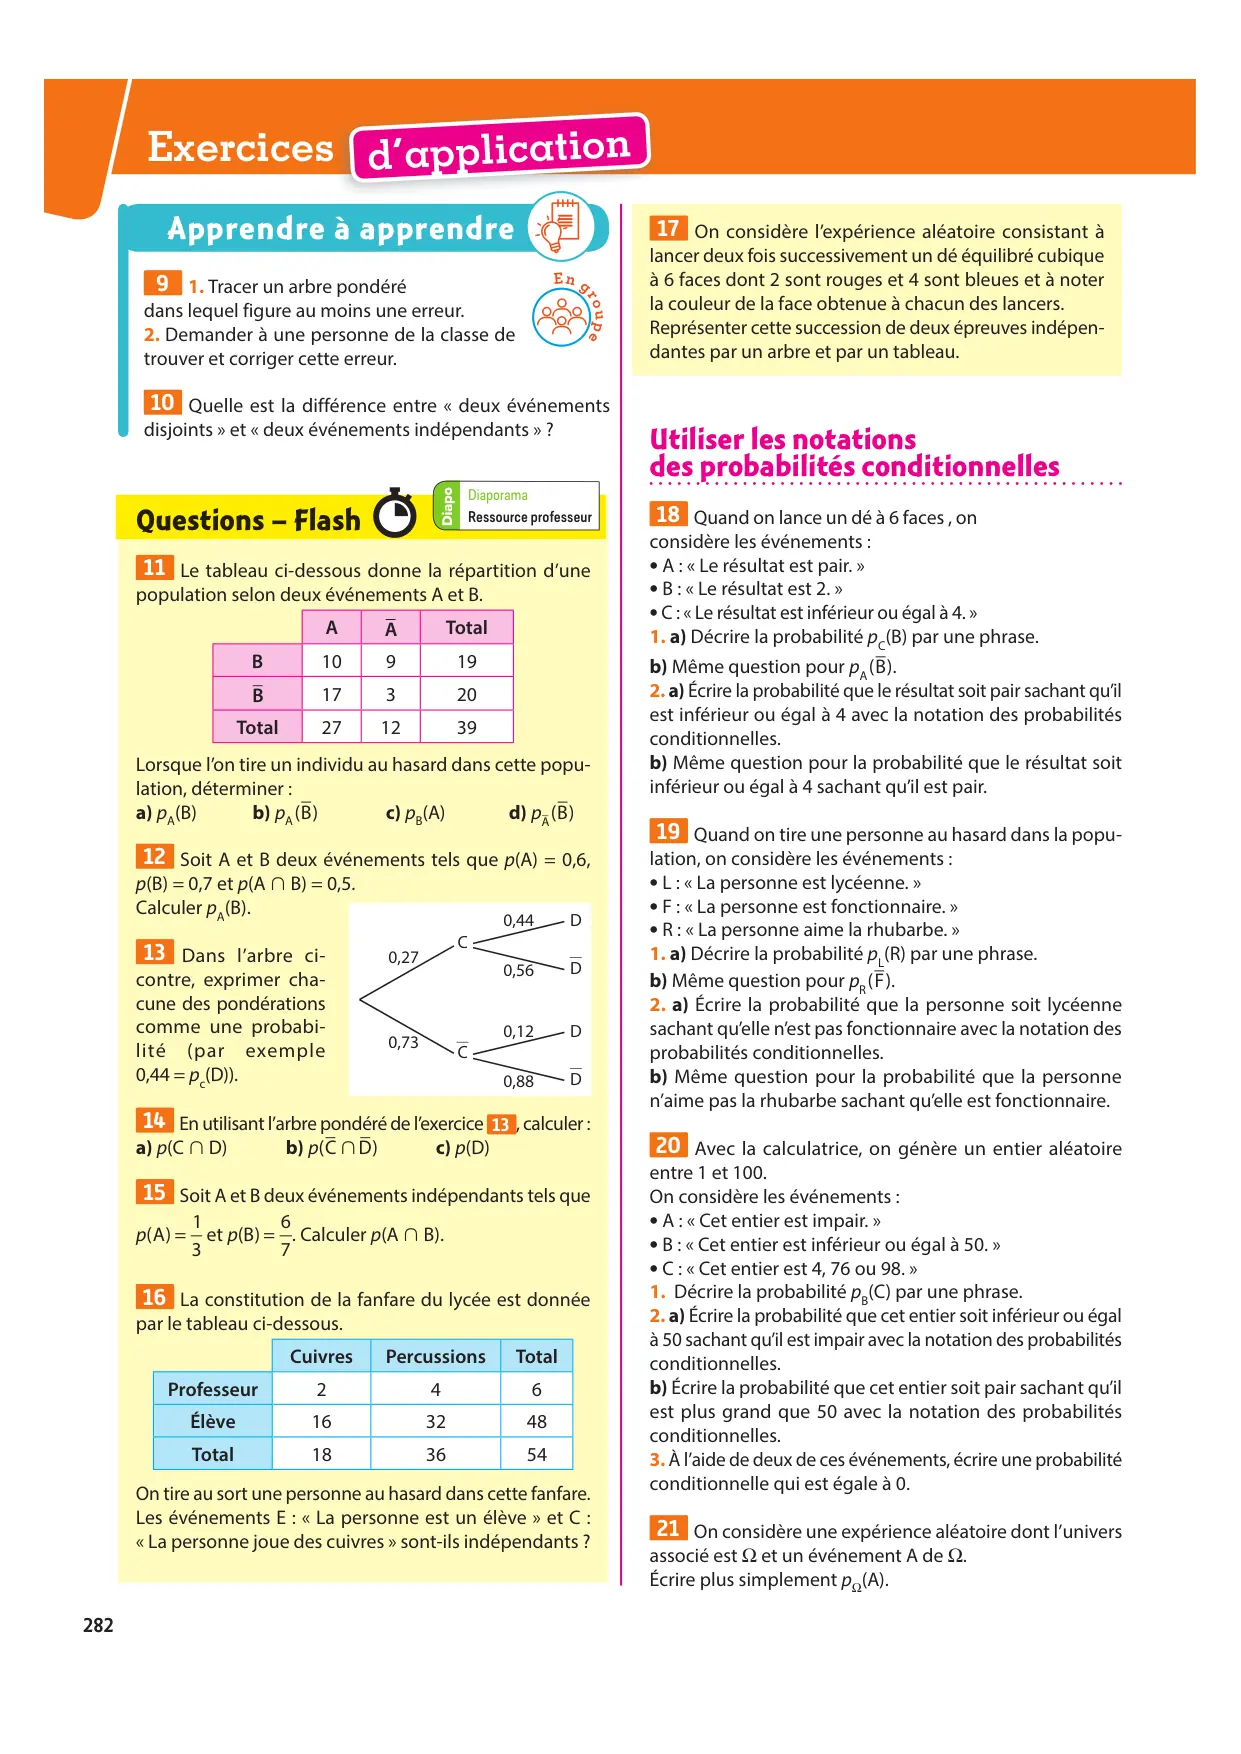 Exercices d'application
Apprendre à apprendre
9 1. Tracer un arbre pondéré
dans lequel figure au moins une erreur.
2. Demander à une personne de la classe de
trouver et corriger cette erreur.
En groupe
10 Quelle est la différence entre « deux événements
disjoints » et « deux événements indépendants » ?
Questions – Flash
Diapo
Diaporama
Ressource professeur
11 Le tableau ci-dessous donne la répartition d'une
population selon deux événements A et B.
A A̅ Total
B 10 9 19
B̅ 17 3 20
Total 27 12 39
Lorsque l'on tire un individu au hasard dans cette popu-
lation, déterminer :
a) p_A(B) b) p_A(B̅) c) p_B(A) d) p_A̅(B̅)
12 Soit A et B deux événements tels que p(A) = 0,6,
p(B) = 0,7 et p(A ∩ B) = 0,5.
Calculer p_A(B).
13 Dans l'arbre ci-
contre, exprimer cha-
cune des pondérations
comme une probabi-
lité (par exemple
0,44 = p_C(D)).
0,44 D
0,27 C
0,56 D̅
0,12 D
0,73 C̅
0,88 D̅
14 En utilisant l'arbre pondéré de l'exercice 13, calculer :
a) p(C ∩ D) b) p(C̅ ∩ D̅) c) p(D)
15 Soit A et B deux événements indépendants tels que
p(A) = 1/3 et p(B) = 6/7. Calculer p(A ∩ B).
16 La constitution de la fanfare du lycée est donnée
par le tableau ci-dessous.
Cuivres Percussions Total
Professeur 2 4 6
Élève 16 32 48
Total 18 36 54
On tire au sort une personne au hasard dans cette fanfare.
Les événements E : « La personne est un élève » et C :
« La personne joue des cuivres » sont-ils indépendants ?
17 On considère l'expérience aléatoire consistant à
lancer deux fois successivement un dé équilibré cubique
à 6 faces dont 2 sont rouges et 4 sont bleues et à noter
la couleur de la face obtenue à chacun des lancers.
Représenter cette succession de deux épreuves indépen-
dantes par un arbre et par un tableau.
Utiliser les notations
des probabilités conditionnelles
18 Quand on lance un dé à 6 faces , on
considère les événements :
• A : « Le résultat est pair. »
• B : « Le résultat est 2. »
• C : « Le résultat est inférieur ou égal à 4. »
1. a) Décrire la probabilité p_C(B) par une phrase.
b) Même question pour p_A(B̅).
2. a) Écrire la probabilité que le résultat soit pair sachant qu'il
est inférieur ou égal à 4 avec la notation des probabilités
conditionnelles.
b) Même question pour la probabilité que le résultat soit
inférieur ou égal à 4 sachant qu'il est pair.
19 Quand on tire une personne au hasard dans la popu-
lation, on considère les événements :
• L : « La personne est lycéenne. »
• F : « La personne est fonctionnaire. »
• R : « La personne aime la rhubarbe. »
1. a) Décrire la probabilité p_L(R) par une phrase.
b) Même question pour p_R(F̅).
2. a) Écrire la probabilité que la personne soit lycéenne
sachant qu'elle n'est pas fonctionnaire avec la notation des
probabilités conditionnelles.
b) Même question pour la probabilité que la personne
n'aime pas la rhubarbe sachant qu'elle est fonctionnaire.
20 Avec la calculatrice, on génère un entier aléatoire
entre 1 et 100.
On considère les événements :
• A : « Cet entier est impair. »
• B : « Cet entier est inférieur ou égal à 50. »
• C : « Cet entier est 4, 76 ou 98. »
1. Décrire la probabilité p_B(C) par une phrase.
2. a) Écrire la probabilité que cet entier soit inférieur ou égal
à 50 sachant qu'il est impair avec la notation des probabilités
conditionnelles.
b) Écrire la probabilité que cet entier soit pair sachant qu'il
est plus grand que 50 avec la notation des probabilités
conditionnelles.
3. À l'aide de deux de ces événements, écrire une probabilité
conditionnelle qui est égale à 0.
21 On considère une expérience aléatoire dont l'univers
associé est Ω et un événement A de Ω.
Écrire plus simplement p_Ω(A).
282